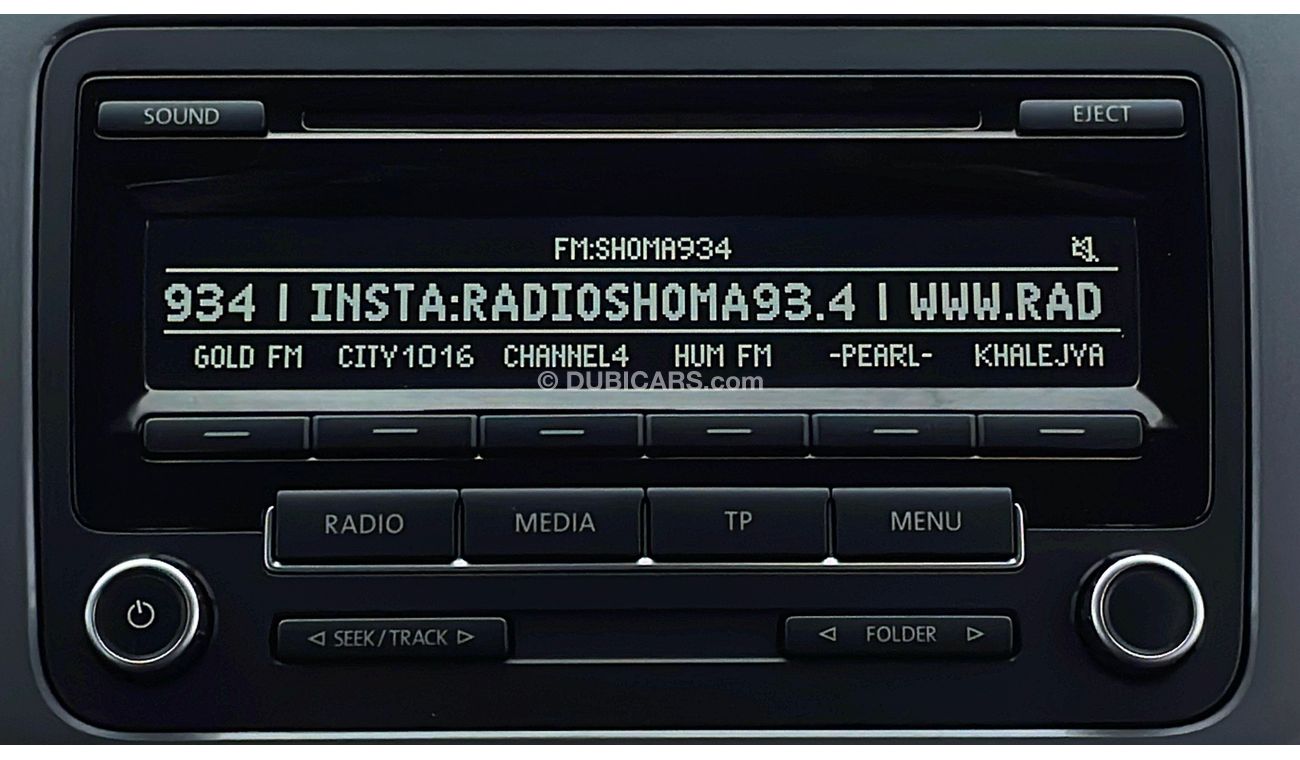 SOUND EJECT
FM:SHOMA934
934 | INSTA:RADIOSHOMA93.4 | WWW.RAD
GOLD FM CITY1016 CHANNEL4 HUM FM -PEARL- KHALEJYA
© DUBICARS.com
RADIO MEDIA TP MENU
◁ SEEK/TRACK ▷ ◁ FOLDER ▷